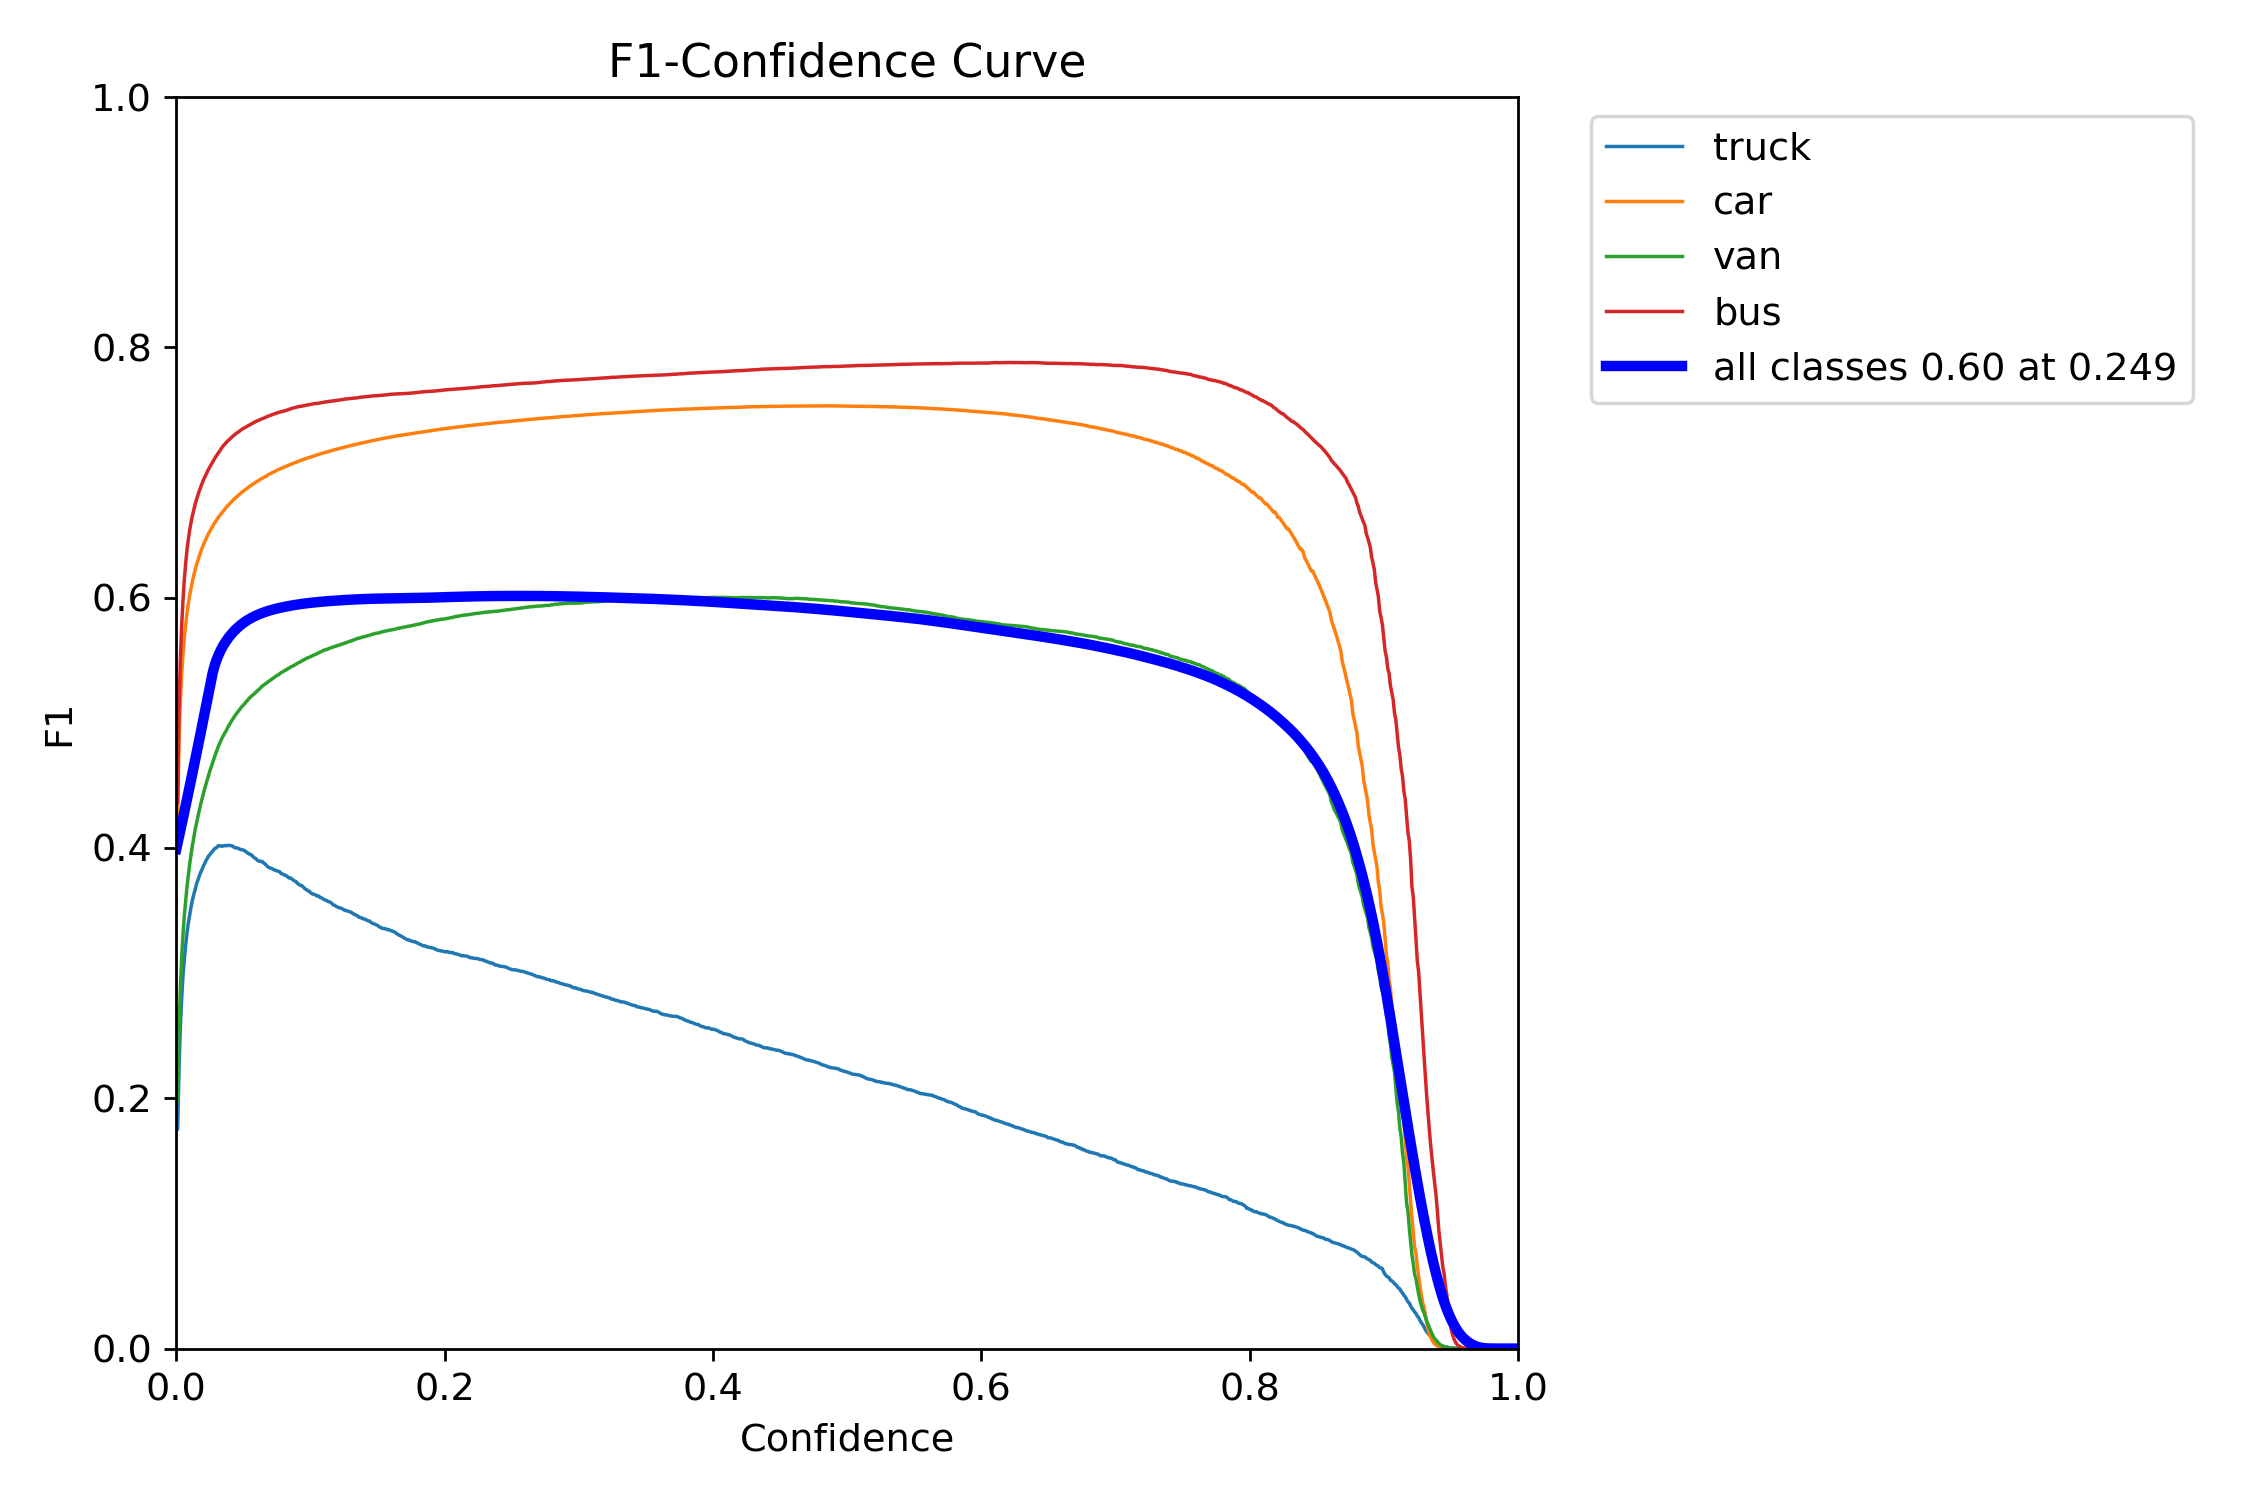 F1-Confidence Curve
1.0
0.8
0.6
0.4
0.2
0.0
F1
0.0 0.2 0.4 0.6 0.8 1.0
Confidence
truck
car
van
bus
all classes 0.60 at 0.249